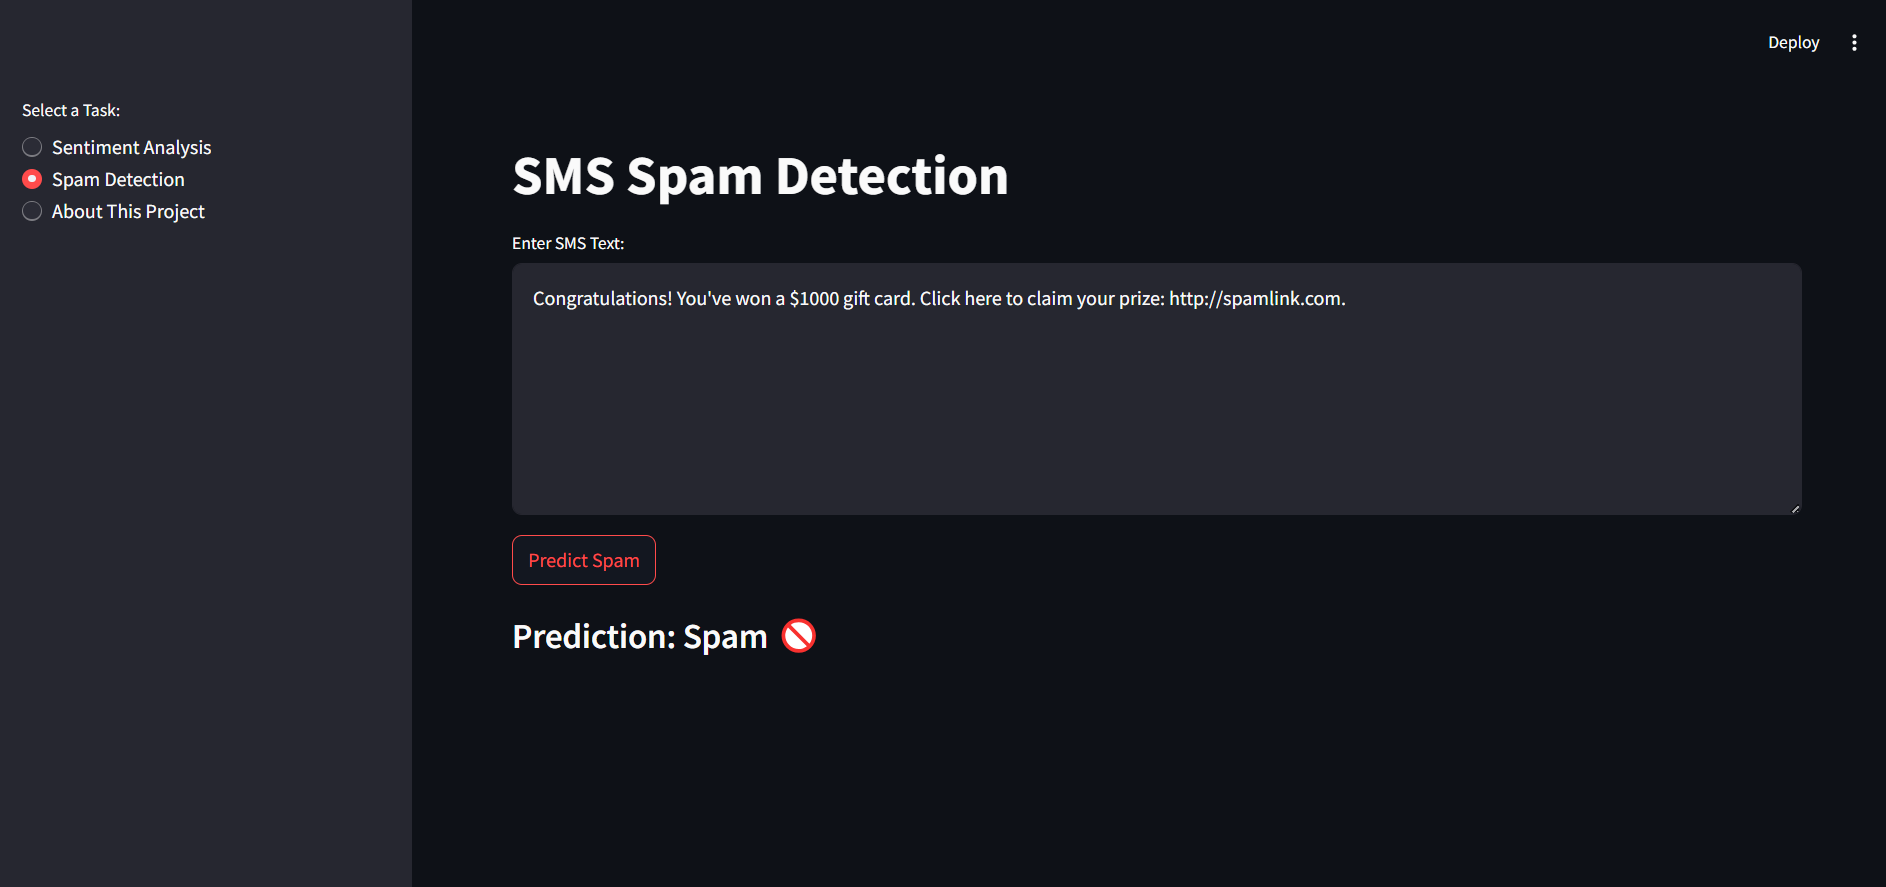 Deploy
Select a Task:
Sentiment Analysis
Spam Detection
About This Project
SMS Spam Detection
Enter SMS Text:
Congratulations! You've won a $1000 gift card. Click here to claim your prize: http://spamlink.com.
Predict Spam
Prediction: Spam 🚫